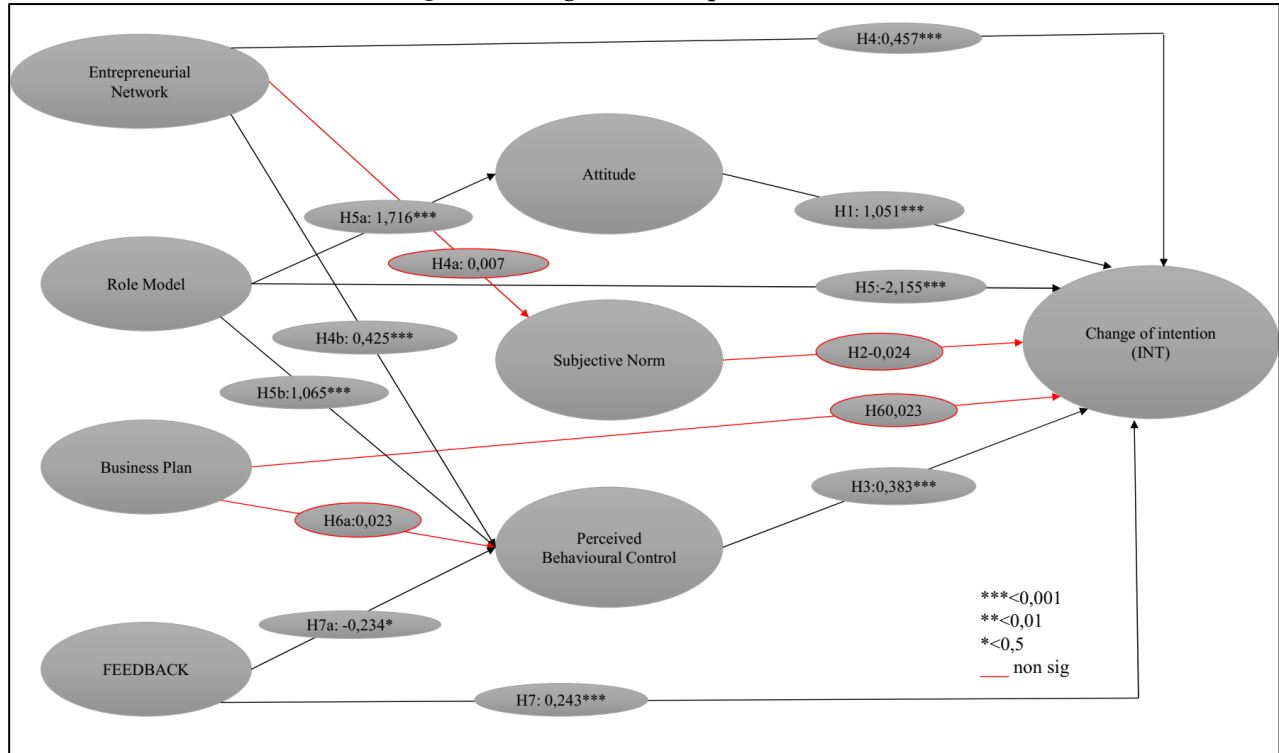 H4:0,457***
Entrepreneurial
Network
Attitude
H5a: 1,716***
H1: 1,051***
H4a: 0,007
Role Model
H5:-2,155***
H4b: 0,425***
Subjective Norm
H2-0,024
Change of intention
(INT)
H5b:1,065***
H60,023
Business Plan
H3:0,383***
H6a:0,023
Perceived
Behavioural Control
H7a: -0,234*
FEEDBACK
H7: 0,243***
***<0,001
**<0,01
*<0,5
___ non sig